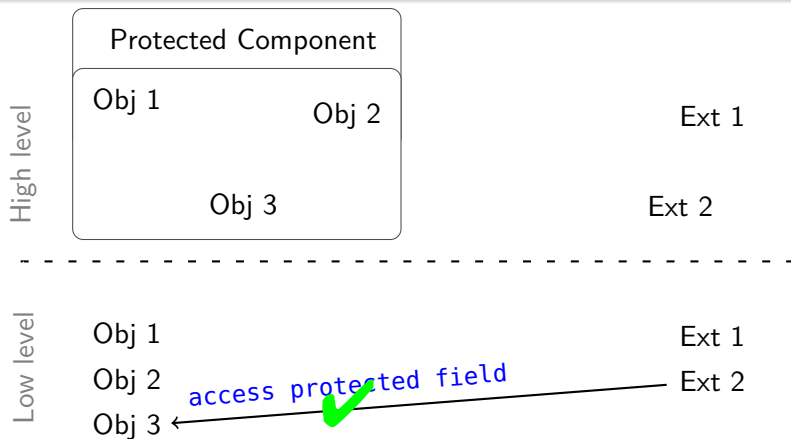 Protected Component
Obj 1
Obj 2
Ext 1
High level
Obj 3
Ext 2
Low level
Obj 1
Ext 1
Obj 2
access protected field
Ext 2
Obj 3